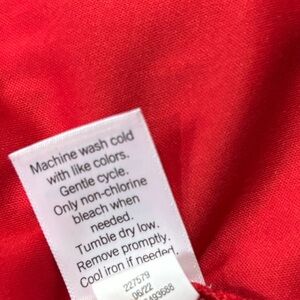 Machine wash cold
with like colors.
Gentle cycle.
Only non-chlorine
bleach when
needed.
Tumble dry low.
Remove promptly.
Cool iron if needed.
227579
06/22